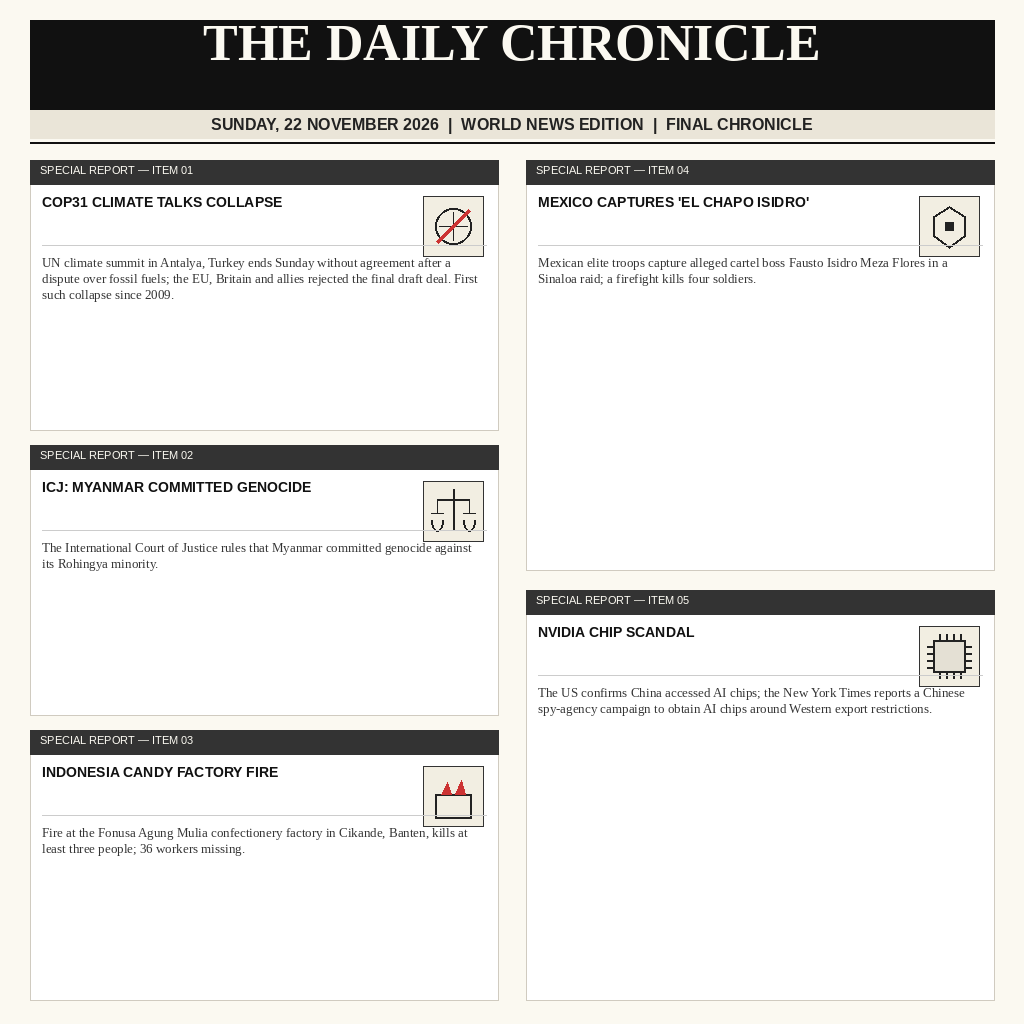 THE DAILY CHRONICLE
SUNDAY, 22 NOVEMBER 2026 | WORLD NEWS EDITION | FINAL CHRONICLE
SPECIAL REPORT — ITEM 01
COP31 CLIMATE TALKS COLLAPSE
UN climate summit in Antalya, Turkey ends Sunday without agreement after a
dispute over fossil fuels; the EU, Britain and allies rejected the final draft deal. First
such collapse since 2009.
SPECIAL REPORT — ITEM 02
ICJ: MYANMAR COMMITTED GENOCIDE
The International Court of Justice rules that Myanmar committed genocide against
its Rohingya minority.
SPECIAL REPORT — ITEM 03
INDONESIA CANDY FACTORY FIRE
Fire at the Fonusa Agung Mulia confectionery factory in Cikande, Banten, kills at
least three people; 36 workers missing.
SPECIAL REPORT — ITEM 04
MEXICO CAPTURES 'EL CHAPO ISIDRO'
Mexican elite troops capture alleged cartel boss Fausto Isidro Meza Flores in a
Sinaloa raid; a firefight kills four soldiers.
SPECIAL REPORT — ITEM 05
NVIDIA CHIP SCANDAL
The US confirms China accessed AI chips; the New York Times reports a Chinese
spy-agency campaign to obtain AI chips around Western export restrictions.